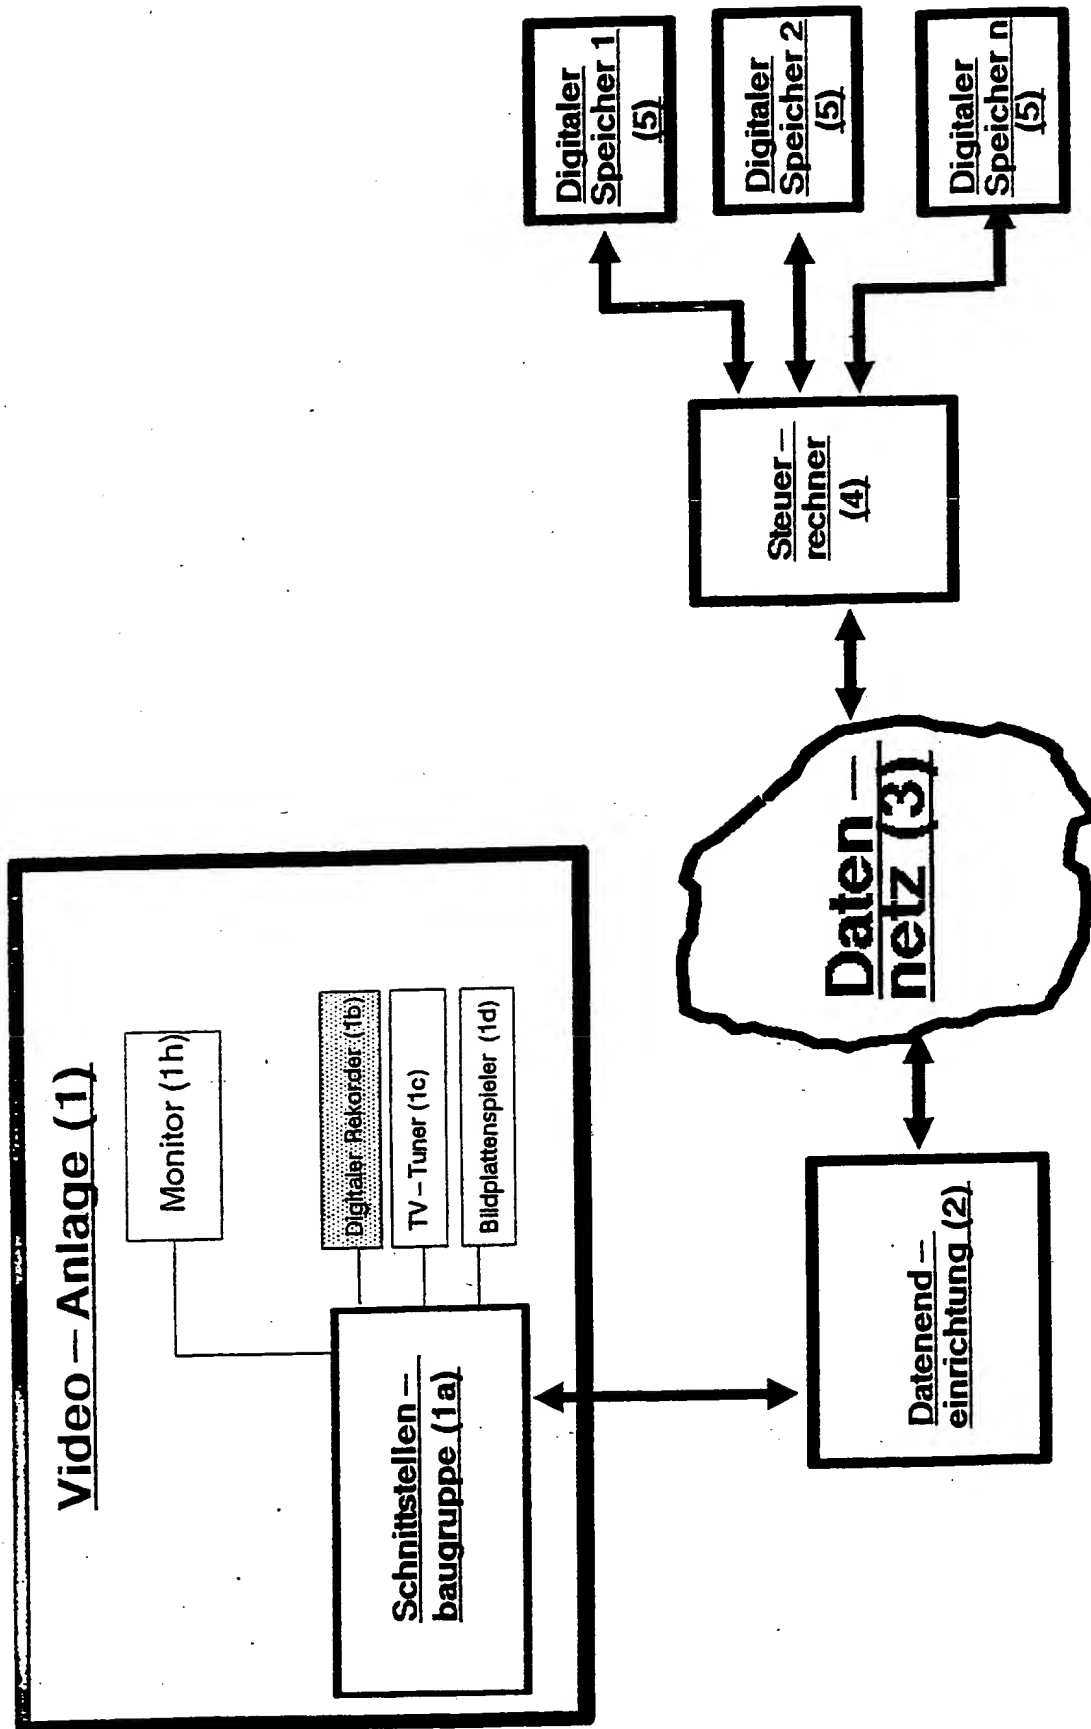 Video – Anlage (1)
Monitor (1h)
Digitaler Rekorder (1b)
TV – Tuner (1c)
Bildplattenspieler (1d)
Schnittstellen –
baugruppe (1a)
Datenend –
einrichtung (2)
Daten –
netz (3)
Steuer –
rechner
(4)
Digitaler
Speicher 1
(5)
Digitaler
Speicher 2
(5)
Digitaler
Speicher n
(5)